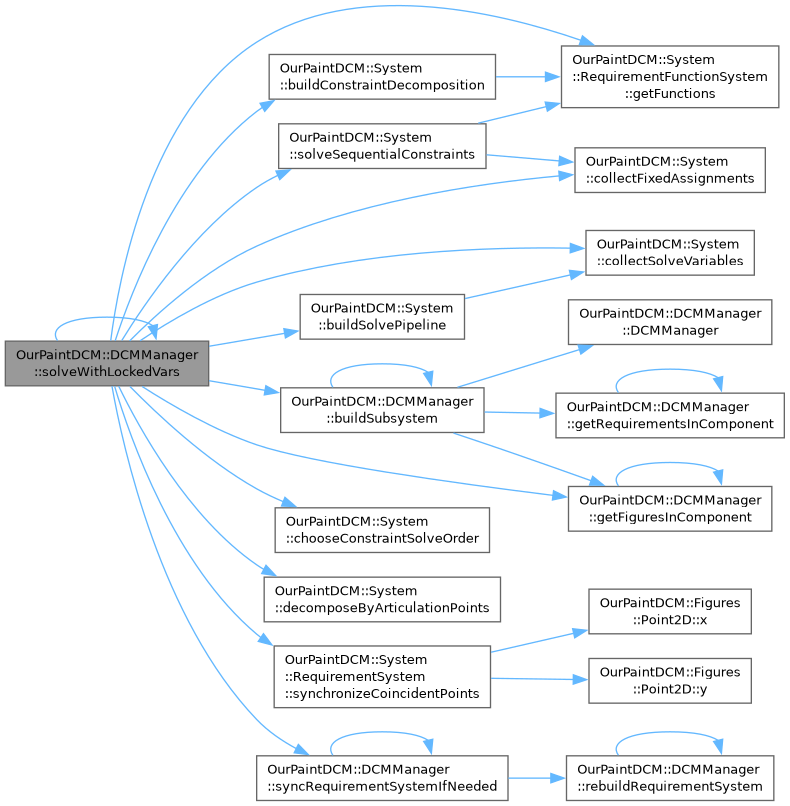 OurPaintDCM::DCMManager
::solveWithLockedVars
OurPaintDCM::System
::buildConstraintDecomposition
OurPaintDCM::System
::RequirementFunctionSystem
::getFunctions
OurPaintDCM::System
::solveSequentialConstraints
OurPaintDCM::System
::collectFixedAssignments
OurPaintDCM::System
::collectSolveVariables
OurPaintDCM::System
::buildSolvePipeline
OurPaintDCM::DCMManager
::DCMManager
OurPaintDCM::DCMManager
::buildSubsystem
OurPaintDCM::DCMManager
::getRequirementsInComponent
OurPaintDCM::DCMManager
::getFiguresInComponent
OurPaintDCM::System
::chooseConstraintSolveOrder
OurPaintDCM::System
::decomposeByArticulationPoints
OurPaintDCM::System
::RequirementSystem
::synchronizeCoincidentPoints
OurPaintDCM::Figures
::Point2D::x
OurPaintDCM::Figures
::Point2D::y
OurPaintDCM::DCMManager
::syncRequirementSystemIfNeeded
OurPaintDCM::DCMManager
::rebuildRequirementSystem